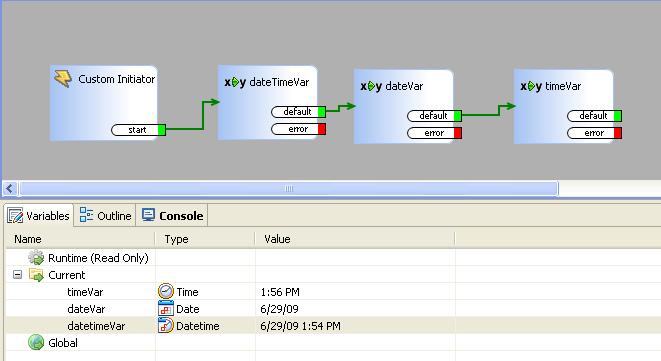 Custom Initiator
start
x y dateTimeVar
default
error
x y dateVar
default
error
x y timeVar
default
error
Variables Outline Console
Name Type Value
Runtime (Read Only)
Current
timeVar Time 1:56 PM
dateVar Date 6/29/09
datetimeVar Datetime 6/29/09 1:54 PM
Global